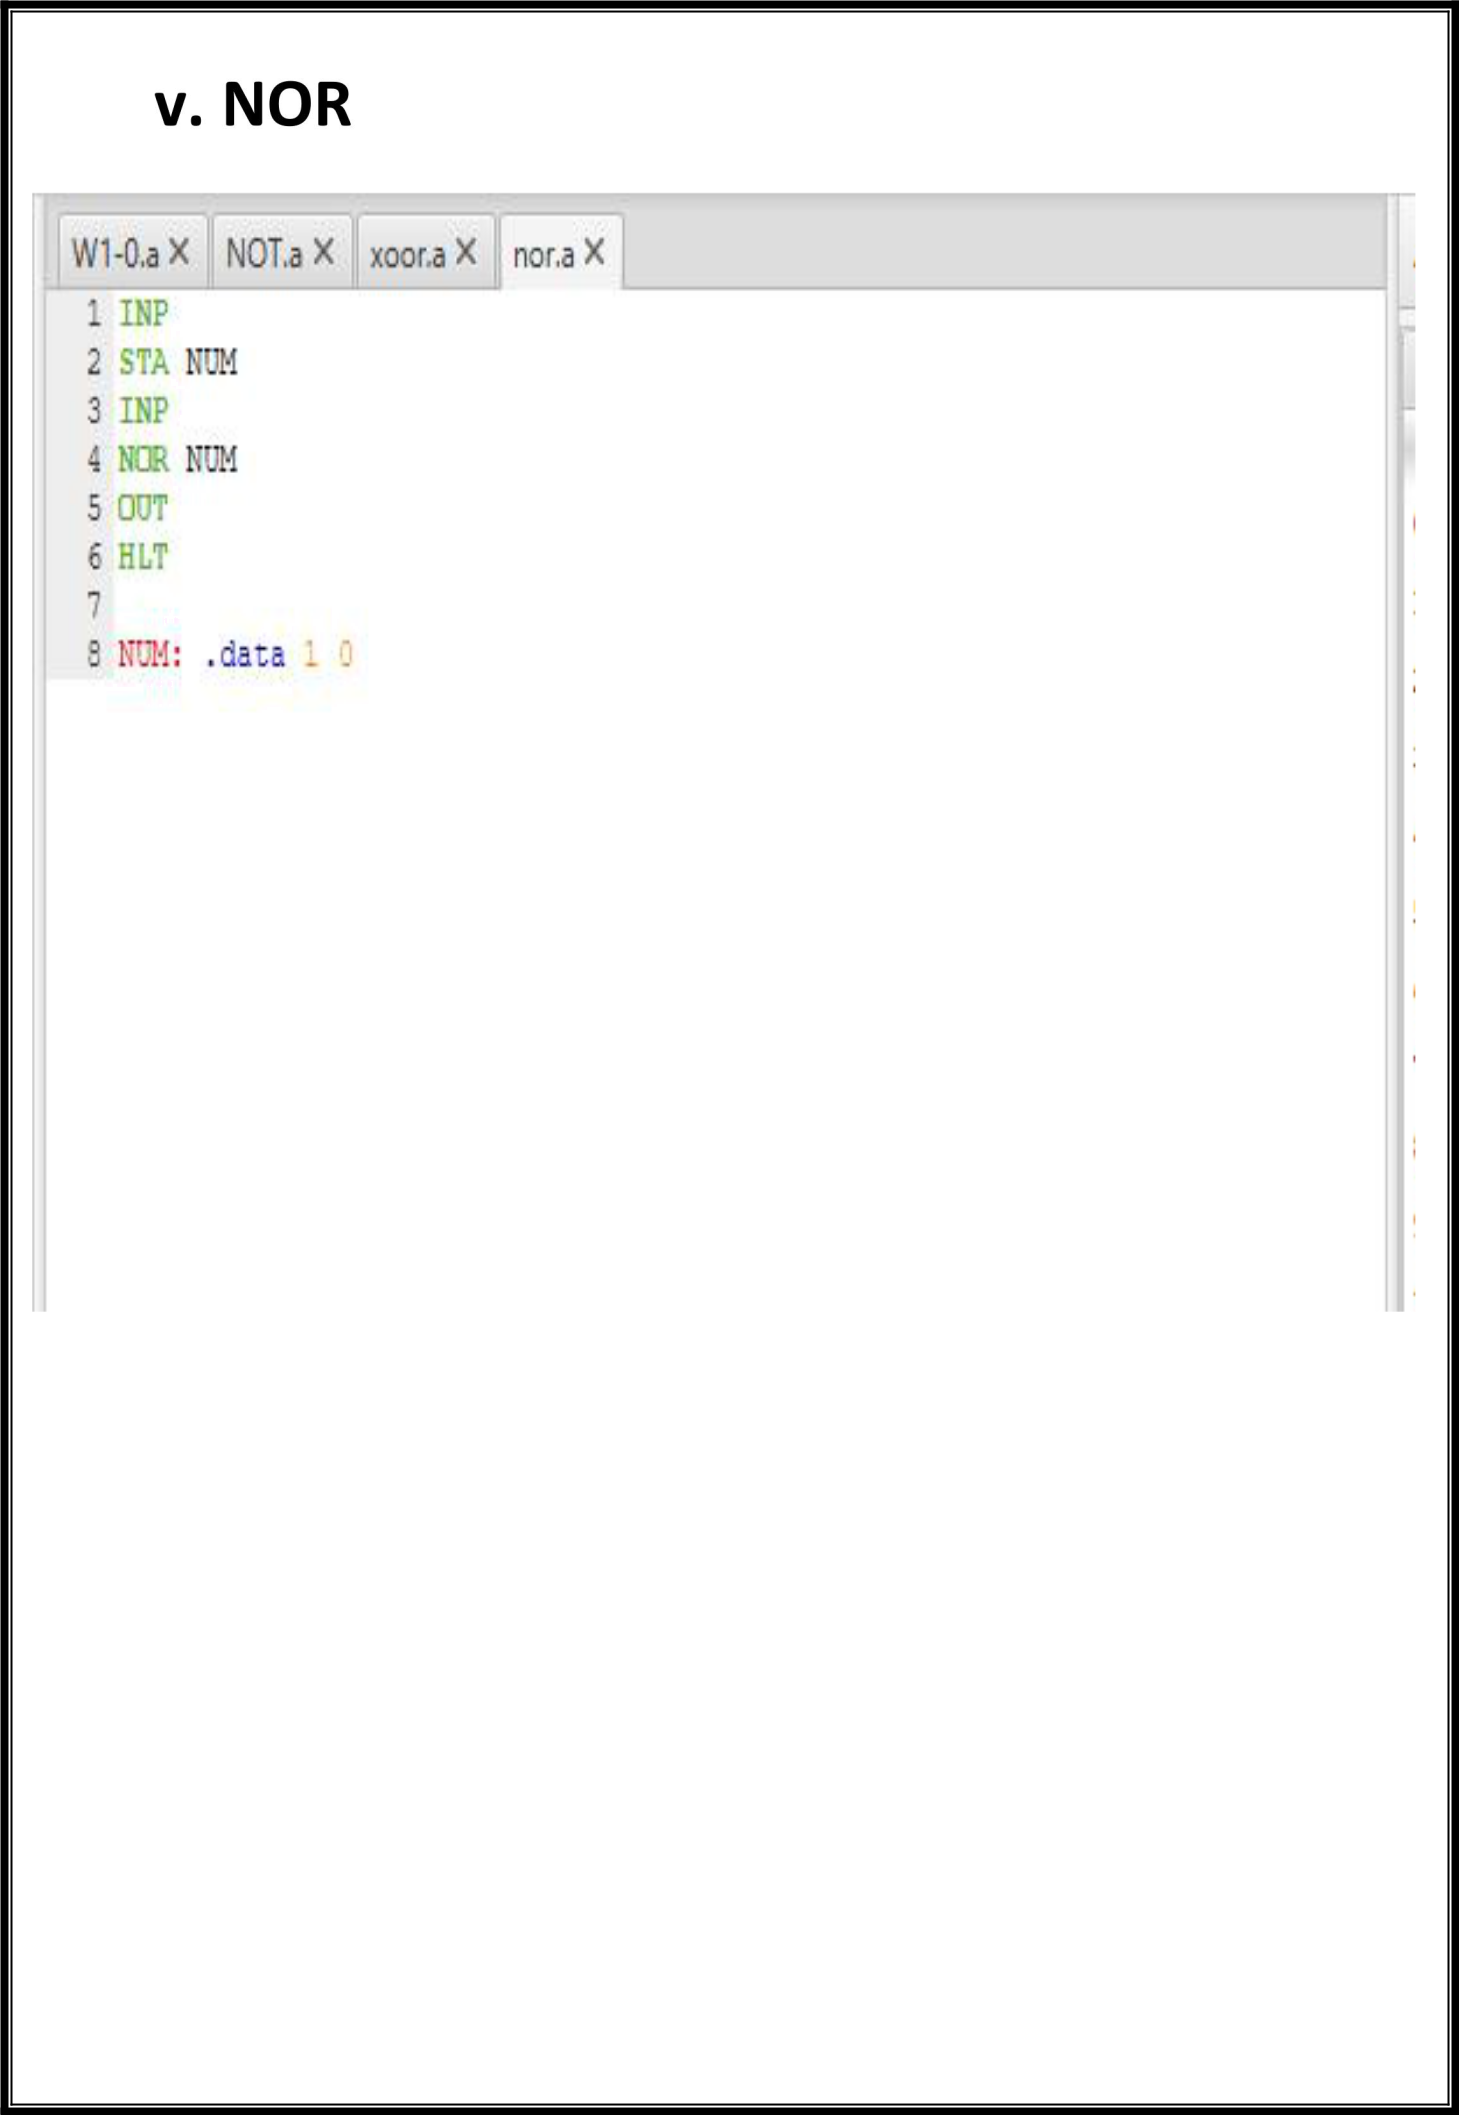 v. NOR
W1-0.a X NOT.a X xoor.a X nor.a X
1 INP
2 STA NUM
3 INP
4 NOR NUM
5 OUT
6 HLT
7
8 NUM: .data 1 0